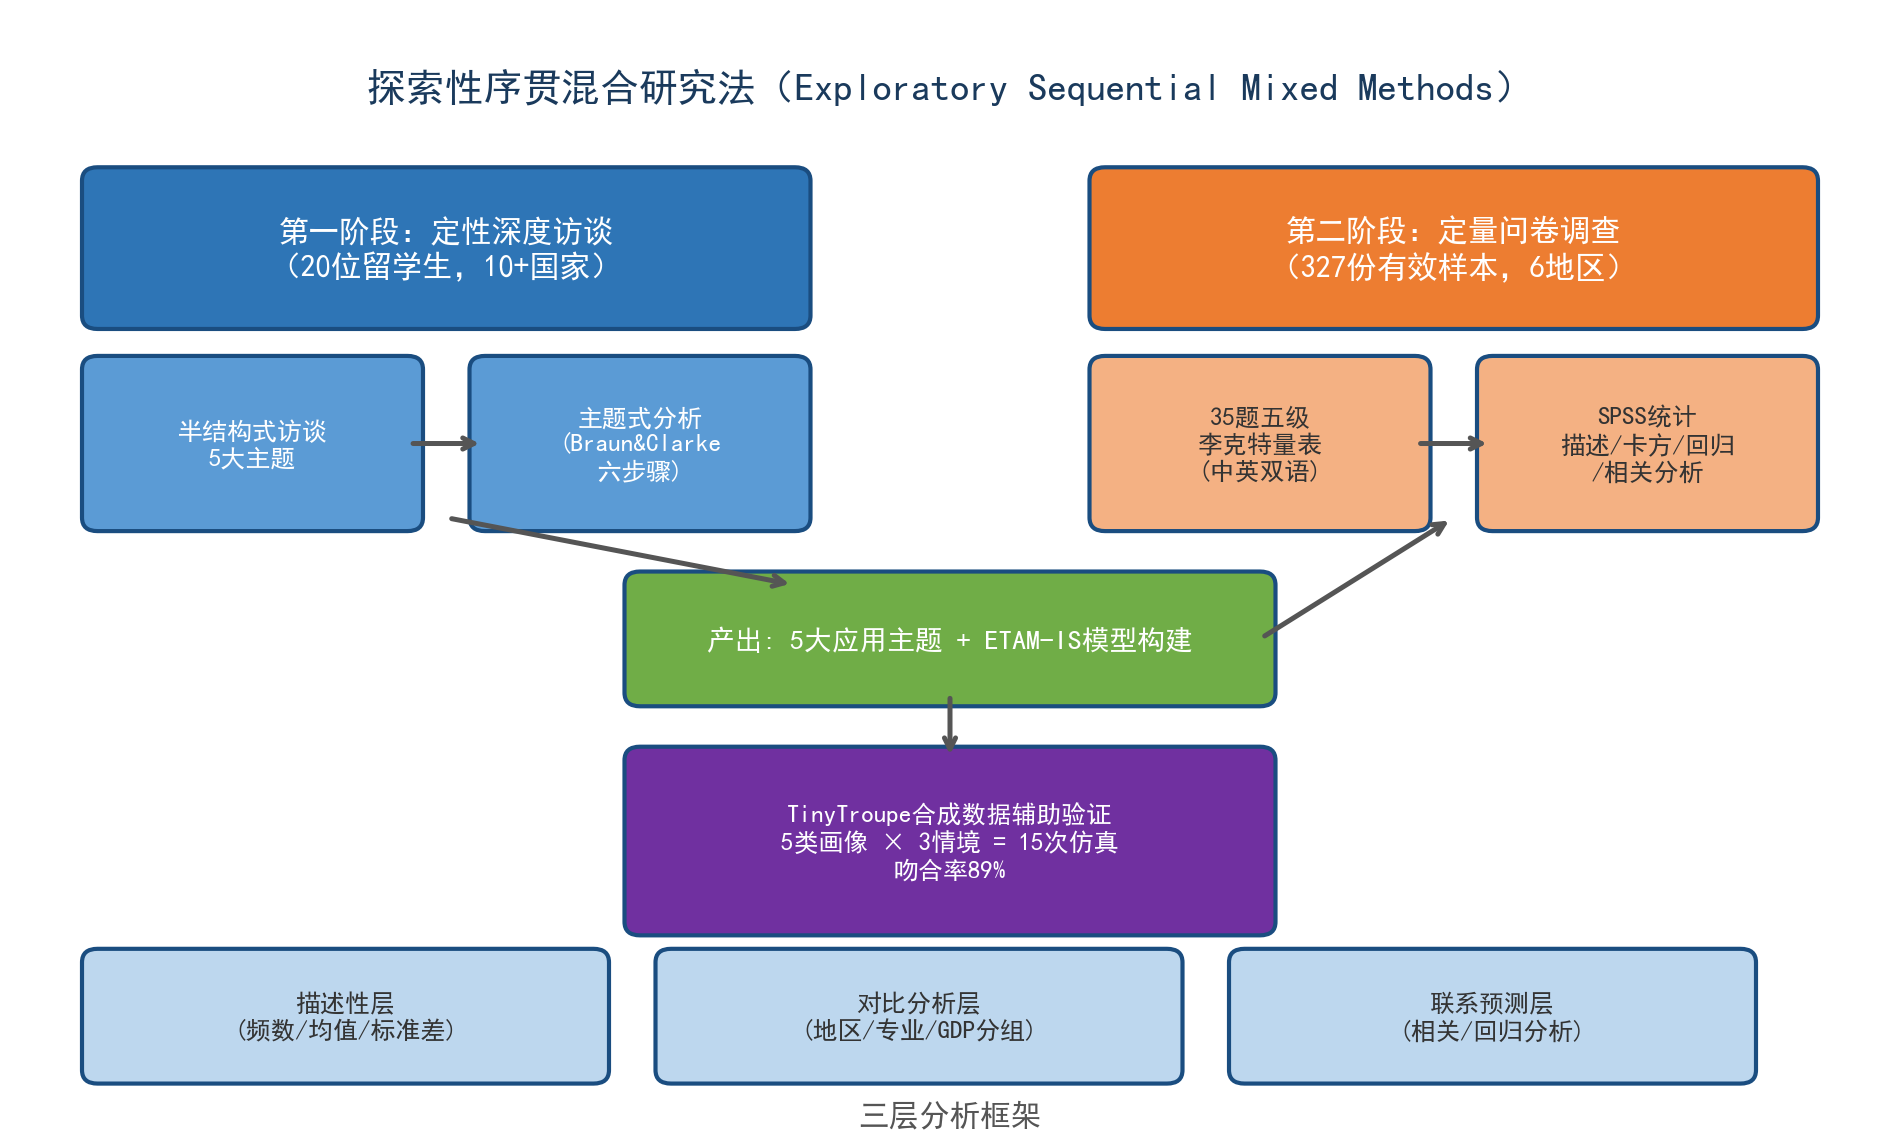 探索性序贯混合研究法（Exploratory Sequential Mixed Methods）
第一阶段：定性深度访谈
（20位留学生，10+国家）
第二阶段：定量问卷调查
（327份有效样本，6地区）
半结构式访谈
5大主题
主题式分析
(Braun&Clarke
六步骤)
35题五级
李克特量表
(中英双语)
SPSS统计
描述/卡方/回归
/相关分析
产出：5大应用主题 + ETAM-IS模型构建
TinyTroupe合成数据辅助验证
5类画像 × 3情境 = 15次仿真
吻合率89%
描述性层
(频数/均值/标准差)
对比分析层
(地区/专业/GDP分组)
联系预测层
(相关/回归分析)
三层分析框架